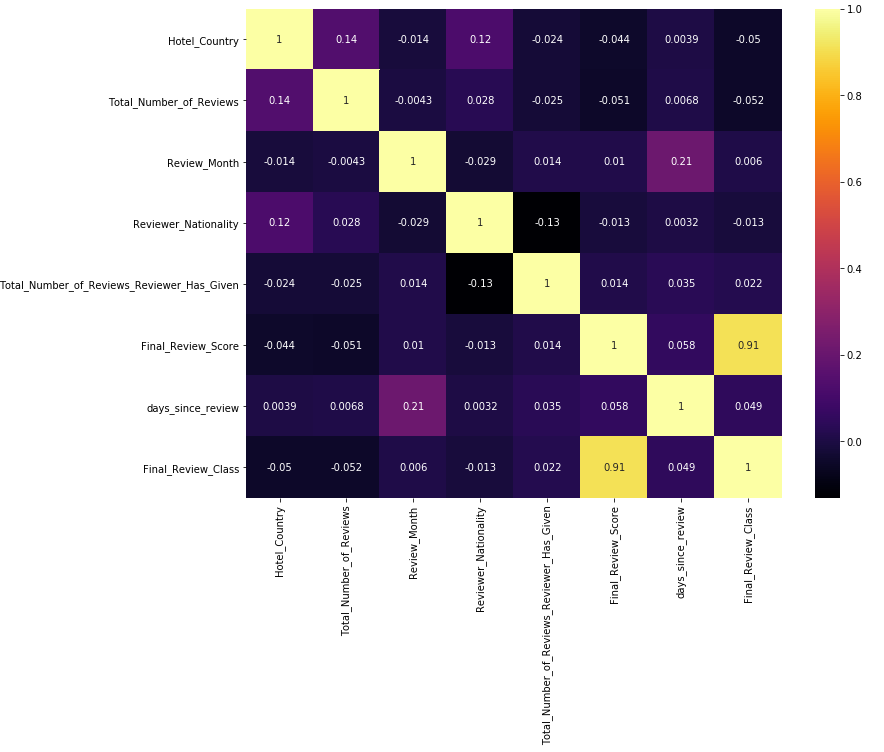 Hotel_Country 1 0.14 -0.014 0.12 -0.024 -0.044 0.0039 -0.05
Total_Number_of_Reviews 0.14 1 -0.0043 0.028 -0.025 -0.051 0.0068 -0.052
Review_Month -0.014 -0.0043 1 -0.029 0.014 0.01 0.21 0.006
Reviewer_Nationality 0.12 0.028 -0.029 1 -0.13 -0.013 0.0032 -0.013
Total_Number_of_Reviews_Reviewer_Has_Given -0.024 -0.025 0.014 -0.13 1 0.014 0.035 0.022
Final_Review_Score -0.044 -0.051 0.01 -0.013 0.014 1 0.058 0.91
days_since_review 0.0039 0.0068 0.21 0.0032 0.035 0.058 1 0.049
Final_Review_Class -0.05 -0.052 0.006 -0.013 0.022 0.91 0.049 1
Hotel_Country
Total_Number_of_Reviews
Review_Month
Reviewer_Nationality
Total_Number_of_Reviews_Reviewer_Has_Given
Final_Review_Score
days_since_review
Final_Review_Class
1.0
0.8
0.6
0.4
0.2
0.0